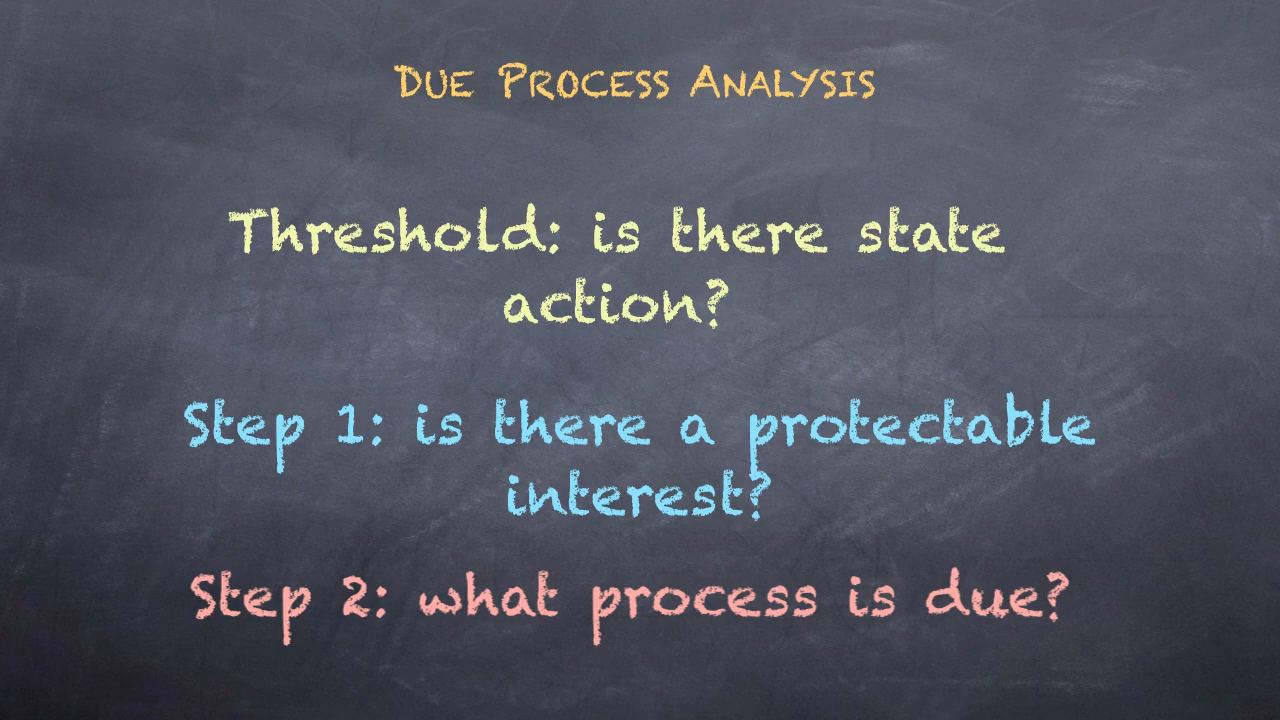 DUE PROCESS ANALYSIS
Threshold: is there state
action?
Step 1: is there a protectable
interest?
Step 2: what process is due?